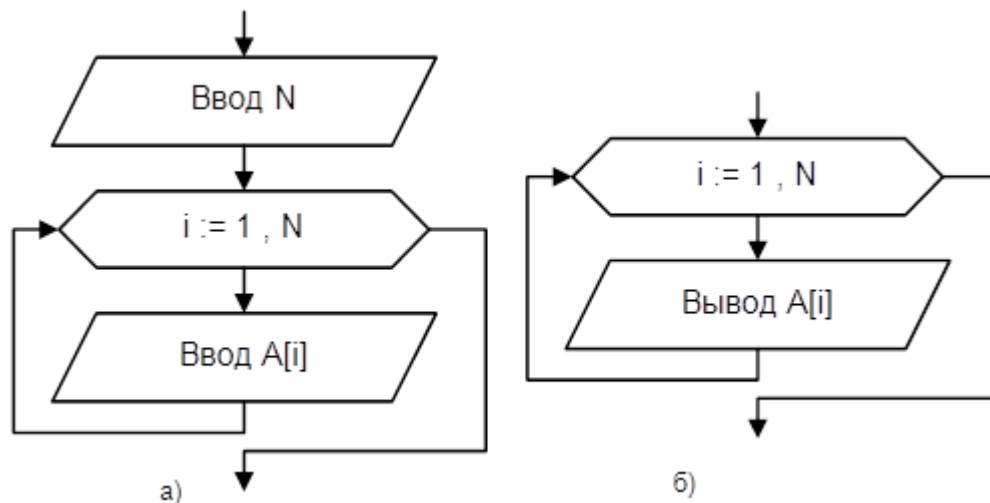 Ввод N
i := 1 , N
Ввод A[i]
а)
i := 1 , N
Вывод A[i]
б)